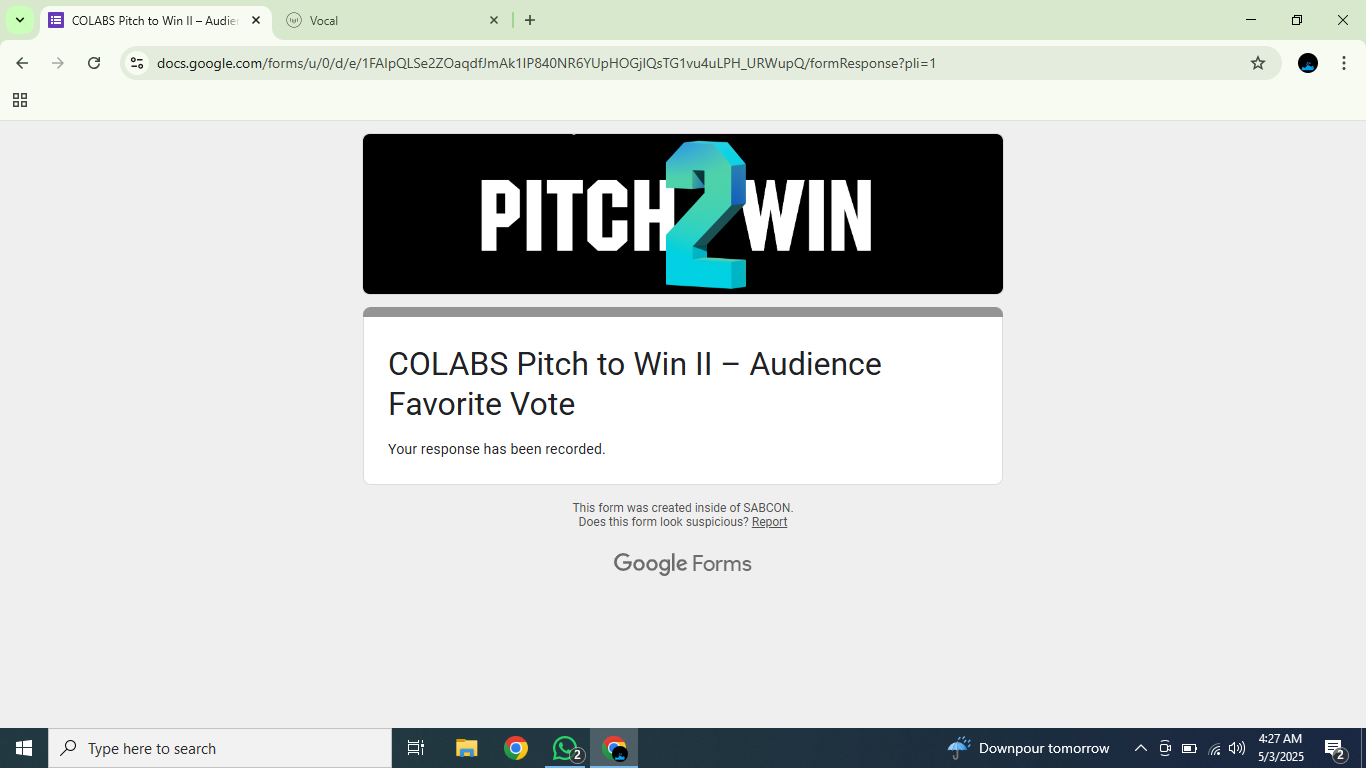 COLABS Pitch to Win II – Audie
Vocal
docs.google.com/forms/u/0/d/e/1FAIpQLSe2ZOaqdfJmAk1IP840NR6YUpHOGjIQsTG1vu4uLPH_URWupQ/formResponse?pli=1
PITCH2WIN
COLABS Pitch to Win II – Audience
Favorite Vote
Your response has been recorded.
This form was created inside of SABCON.
Does this form look suspicious? Report
Google Forms
Type here to search
2
Downpour tomorrow
4:27 AM
5/3/2025
2